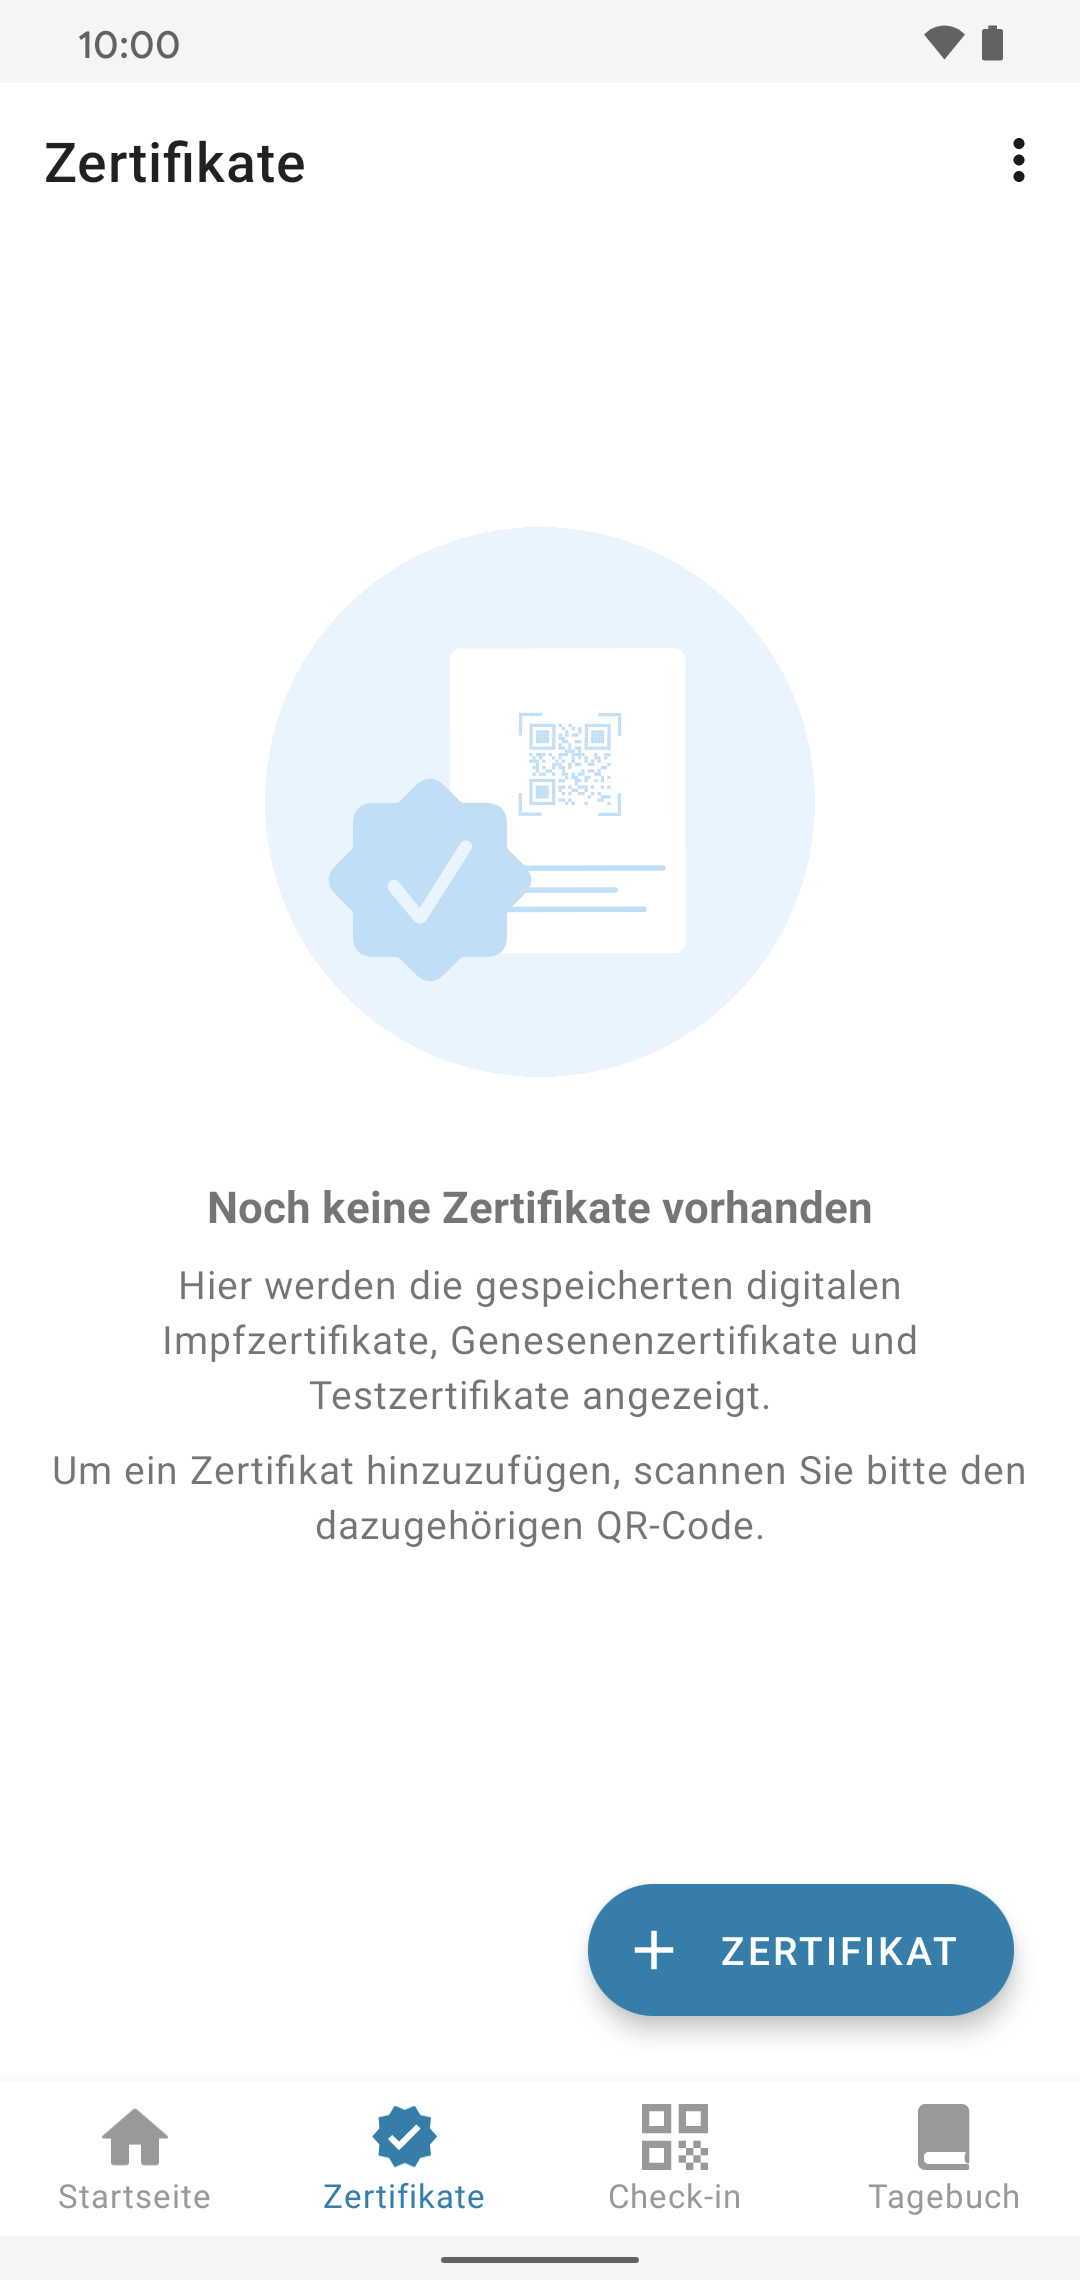 10:00
Zertifikate
Noch keine Zertifikate vorhanden
Hier werden die gespeicherten digitalen
Impfzertifikate, Genesenenzertifikate und
Testzertifikate angezeigt.
Um ein Zertifikat hinzuzufügen, scannen Sie bitte den
dazugehörigen QR-Code.
ZERTIFIKAT
Startseite
Zertifikate
Check-in
Tagebuch